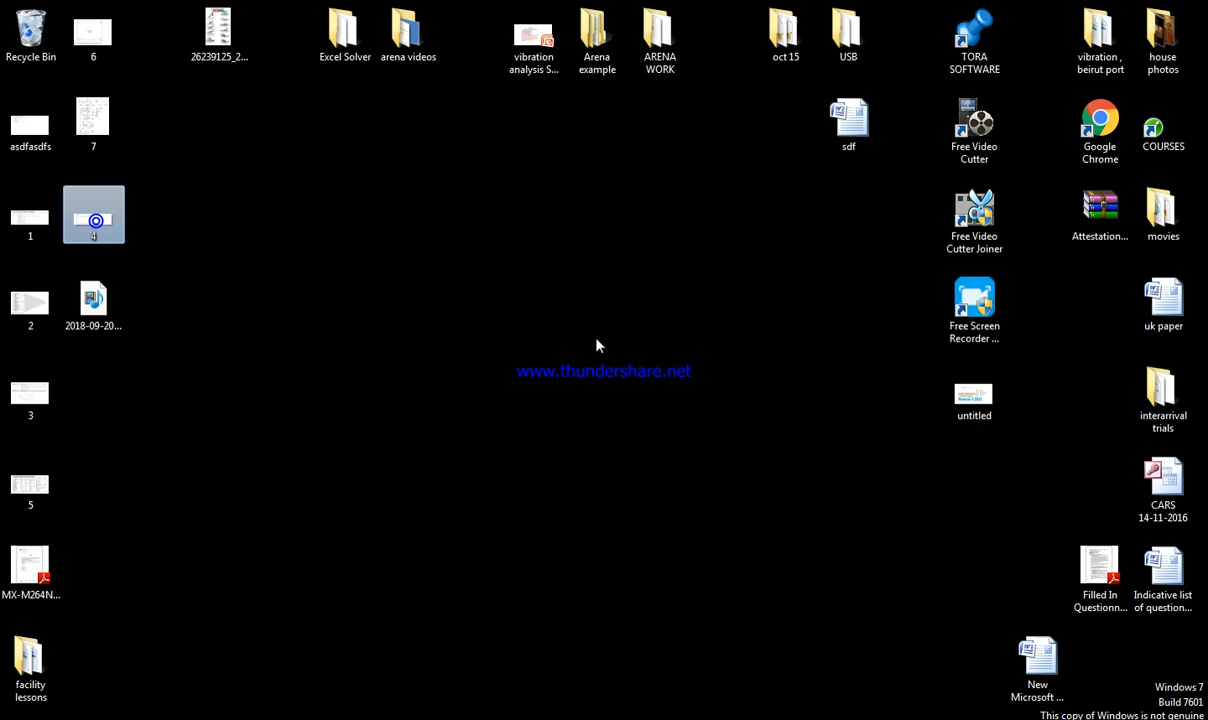 Recycle Bin
6
26239125_2...
Excel Solver
arena videos
vibration
analysis S...
Arena
example
ARENA
WORK
oct 15
USB
TORA
SOFTWARE
vibration ,
beirut port
house
photos
asdfasdfs
7
sdf
Free Video
Cutter
Google
Chrome
COURSES
1
4
Free Video
Cutter Joiner
Attestation...
movies
2
2018-09-20...
Free Screen
Recorder ...
uk paper
www.thundershare.net
3
untitled
interarrival
trials
5
CARS
14-11-2016
MX-M264N...
Filled In
Questionn...
Indicative list
of question...
facility
lessons
New
Microsoft ...
Windows 7
Build 7601
This copy of Windows is not genuine